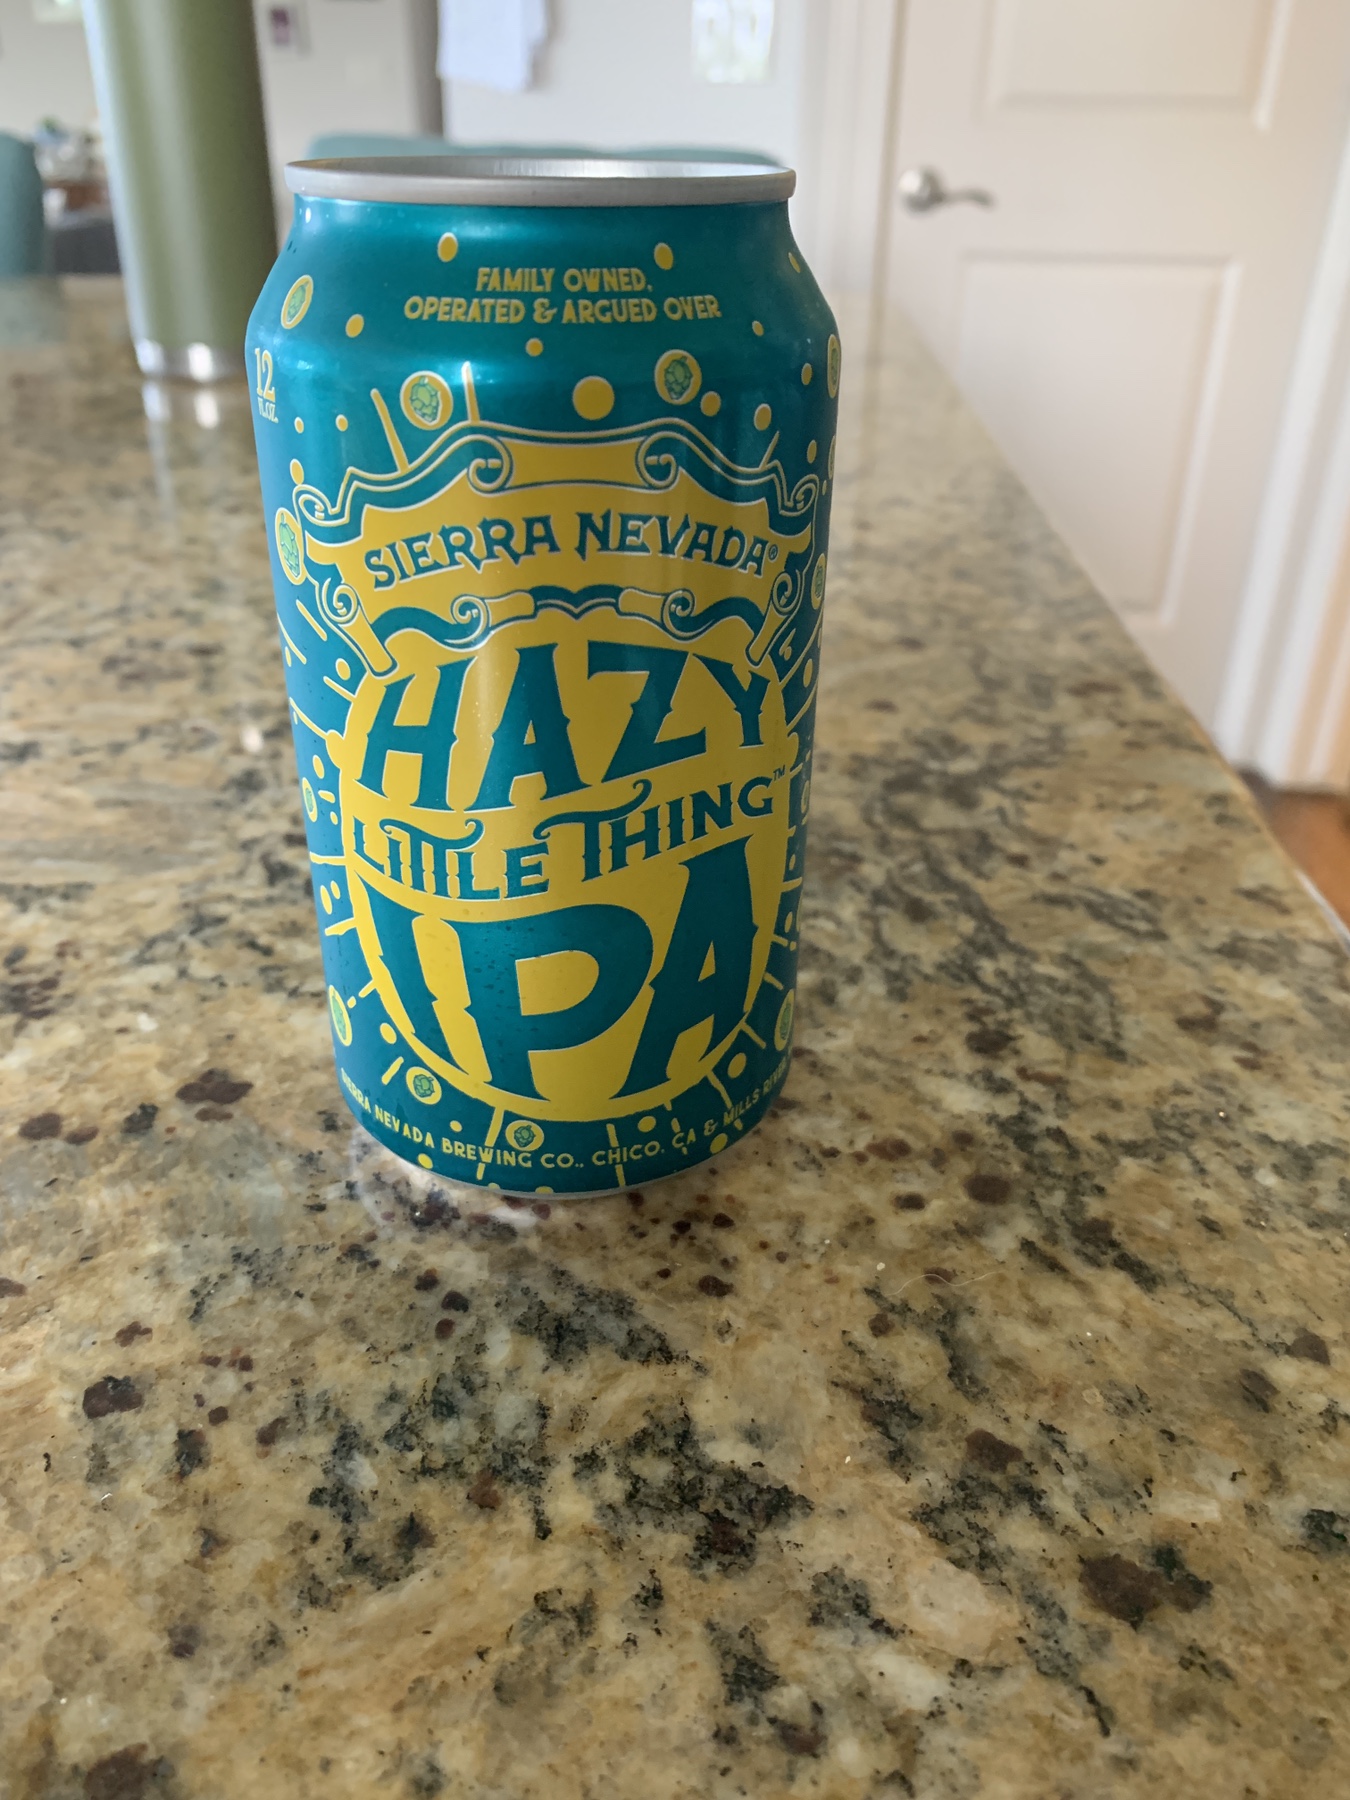 FAMILY OWNED,
OPERATED & ARGUED OVER
12
FL.OZ.
SIERRA NEVADA®
HAZY
LITTLE THING™
IPA
SIERRA NEVADA BREWING CO., CHICO, CA & MILLS RIVER